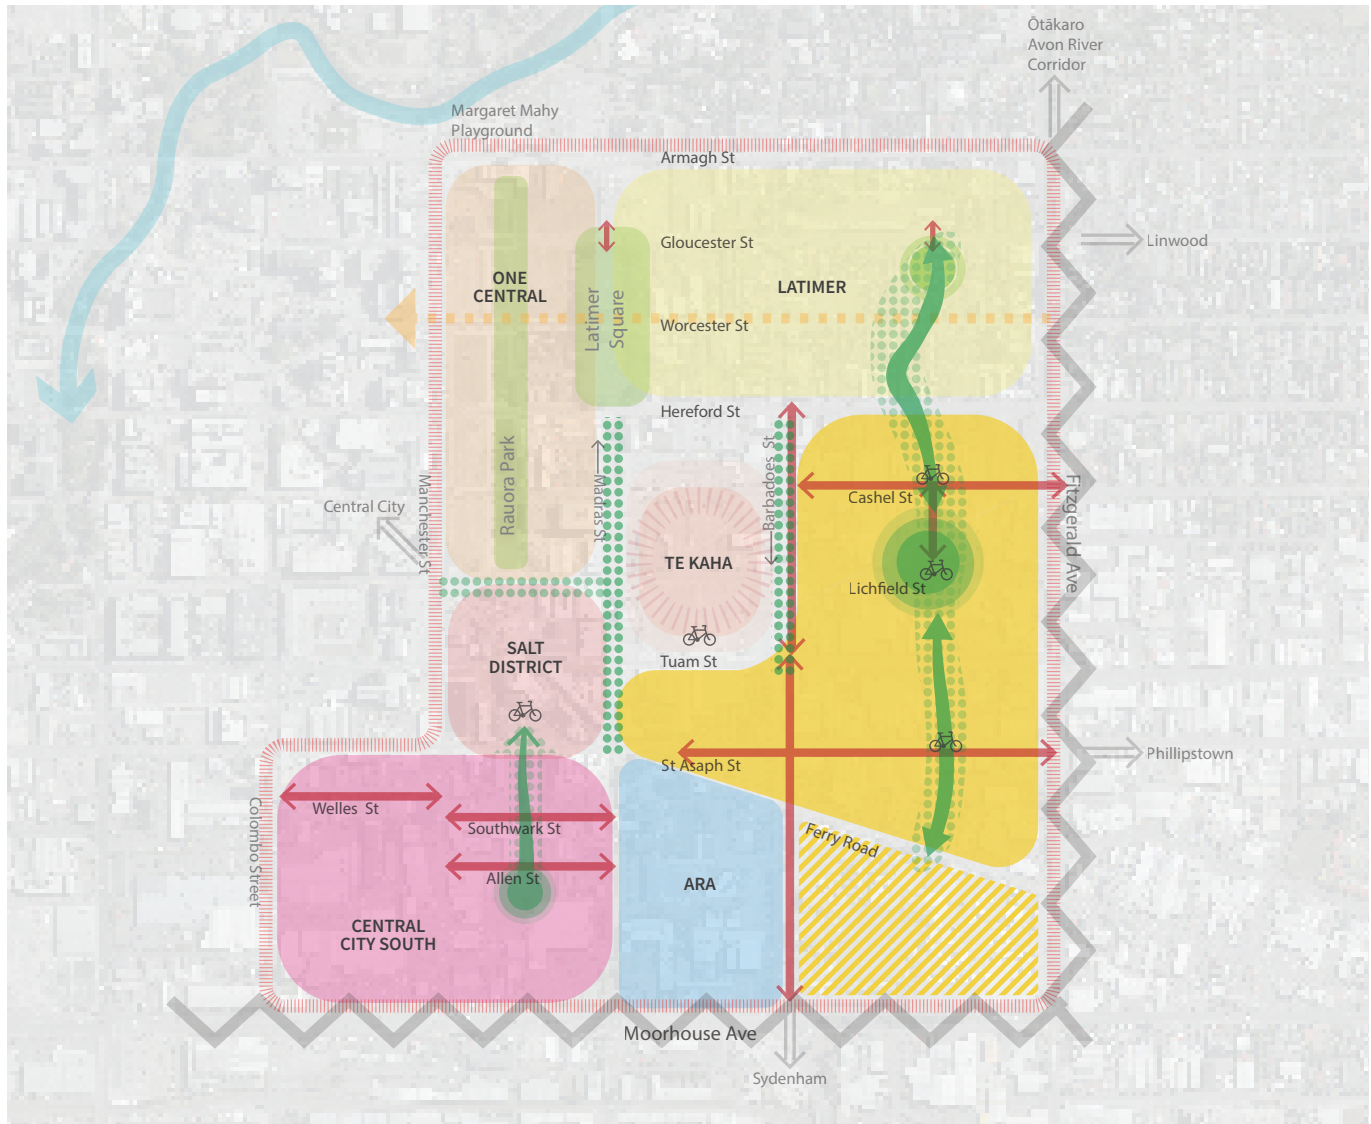 Ōtākaro
Avon River
Corridor
Margaret Mahy
Playground
Armagh St
Gloucester St
Linwood
ONE
CENTRAL
LATIMER
Latimer
Square
Worcester St
Hereford St
Rauora Park
Manchester St
Madras St
Barbadoes St
Central City
Cashel St
Fitzgerald Ave
TE KAHA
Lichfield St
SALT
DISTRICT
Tuam St
St Asaph St
Phillipstown
Colombo Street
Welles St
Southwark St
Ferry Road
Allen St
ARA
CENTRAL
CITY SOUTH
Moorhouse Ave
Sydenham